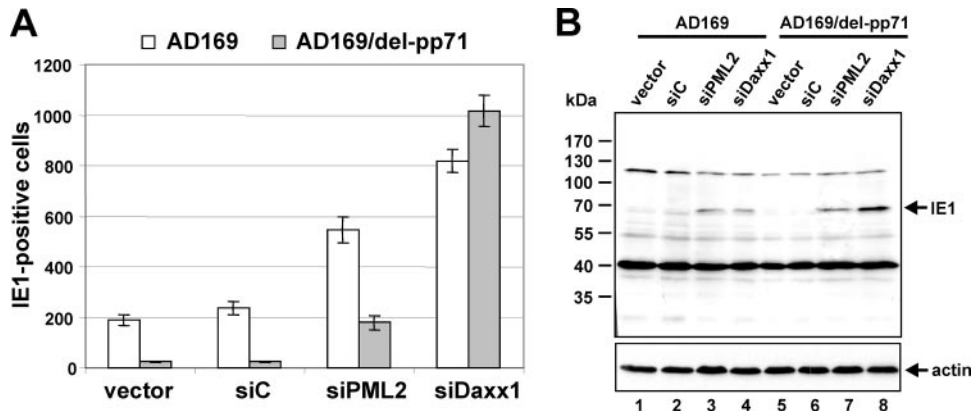 A
AD169 AD169/del-pp71
IE1-positive cells
1200
1000
800
600
400
200
0
vector siC siPML2 siDaxx1
B
AD169 AD169/del-pp71
vector siC siPML2 siDaxx1 vector siC siPML2 siDaxx1
kDa
170
130
100
70
55
40
35
IE1
actin
1 2 3 4 5 6 7 8